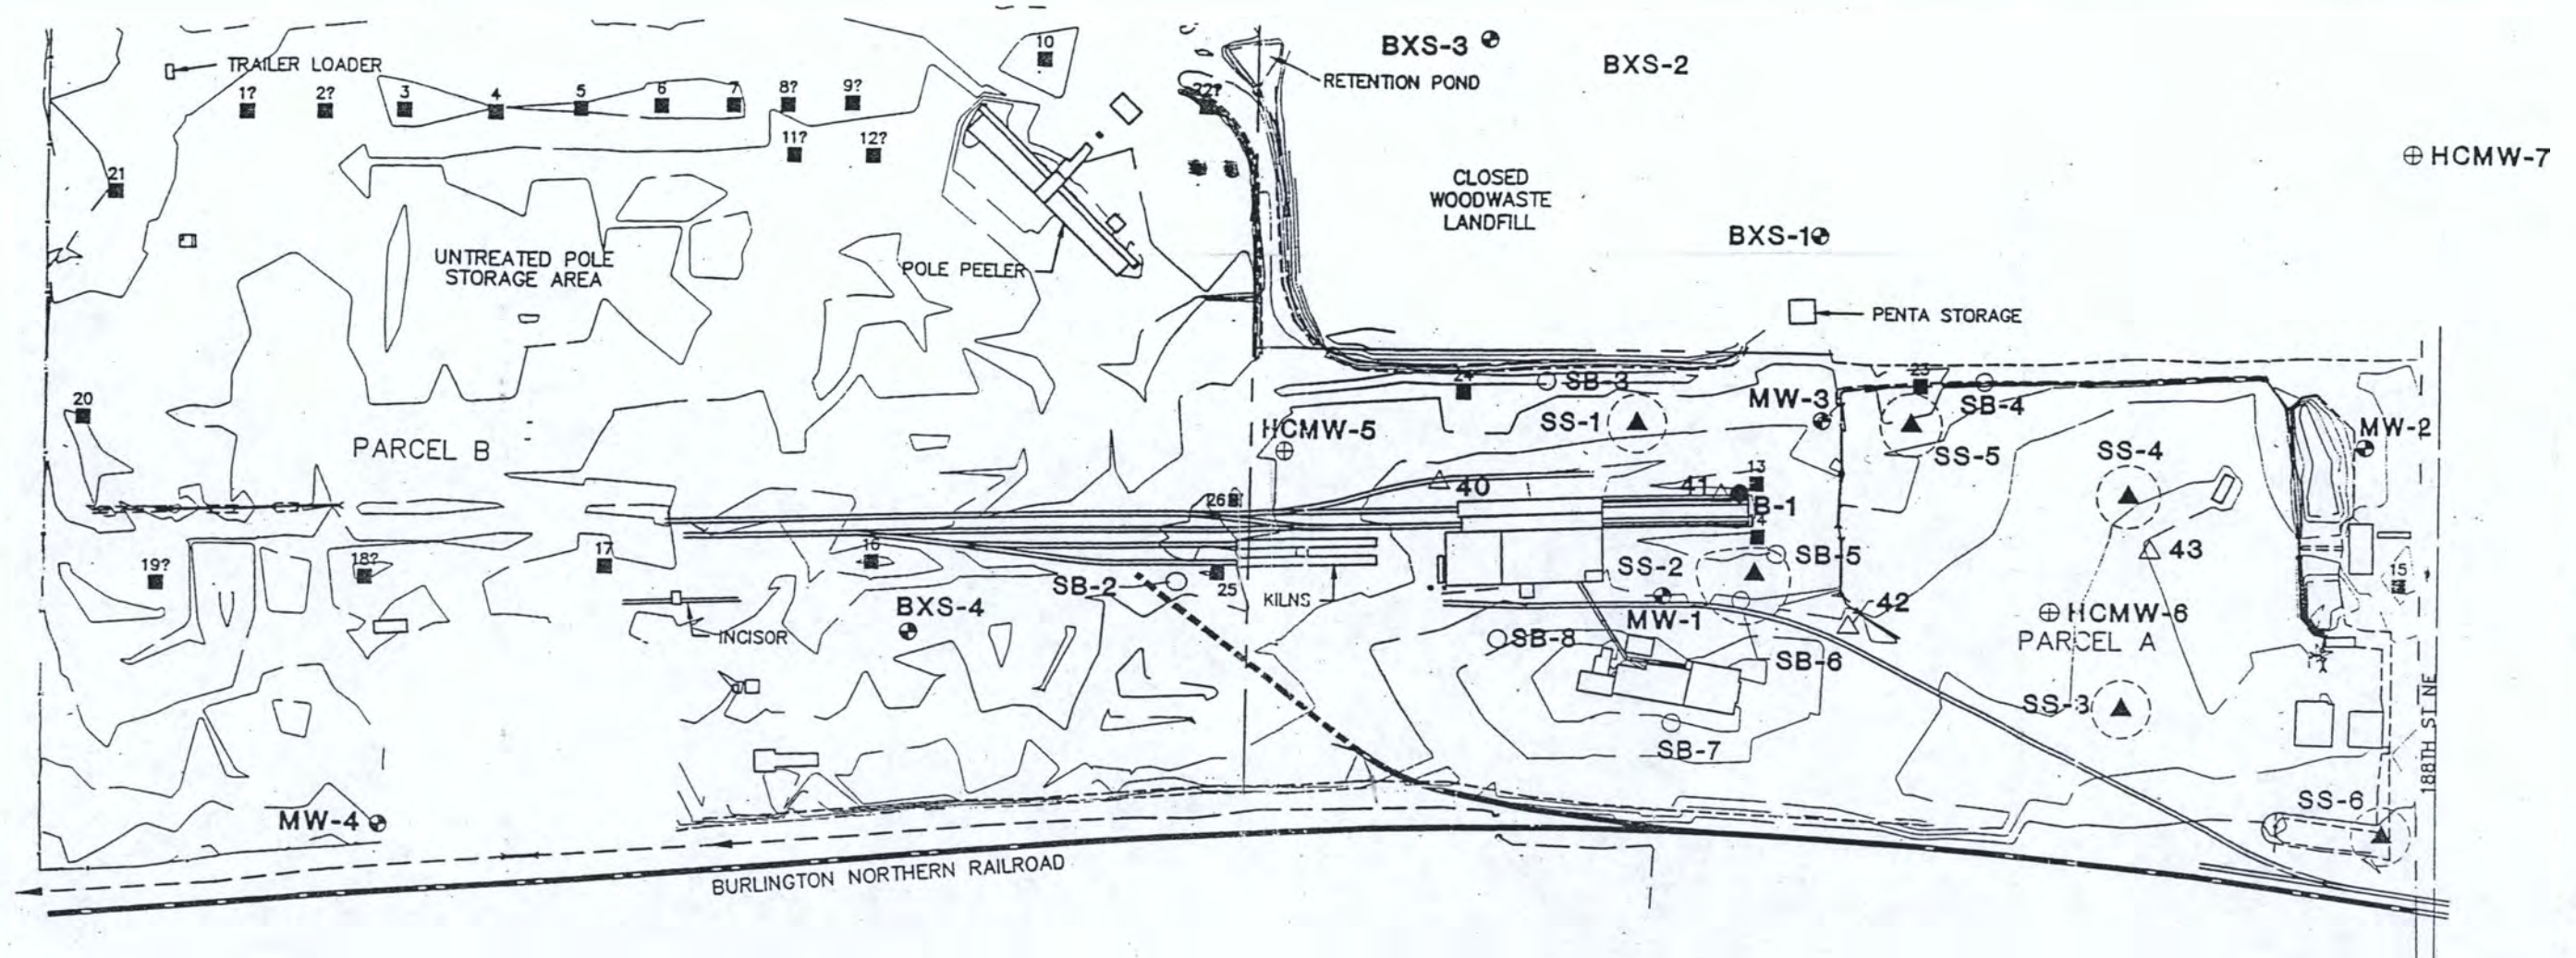 10
BXS-3
BXS-2
TRAILER LOADER
RETENTION POND
1?
2?
3
4
5
6
7
8?
9?
22?
11?
12?
HCMW-7
21
CLOSED
WOODWASTE
LANDFILL
BXS-1
UNTREATED POLE
STORAGE AREA
POLE PEELER
PENTA STORAGE
20
24
SB-3
23
SB-4
MW-3
SS-1
HCMW-5
MW-2
PARCEL B
SS-5
SS-4
13
26
40
41
B-1
16
17
18?
19?
SB-2
25
KILNS
SS-2
SB-5
43
15
BXS-4
INCISOR
MW-1
42
HCMW-6
PARCEL A
SB-8
SB-6
SS-3
SB-7
188TH ST NE
MW-4
SS-6
BURLINGTON NORTHERN RAILROAD